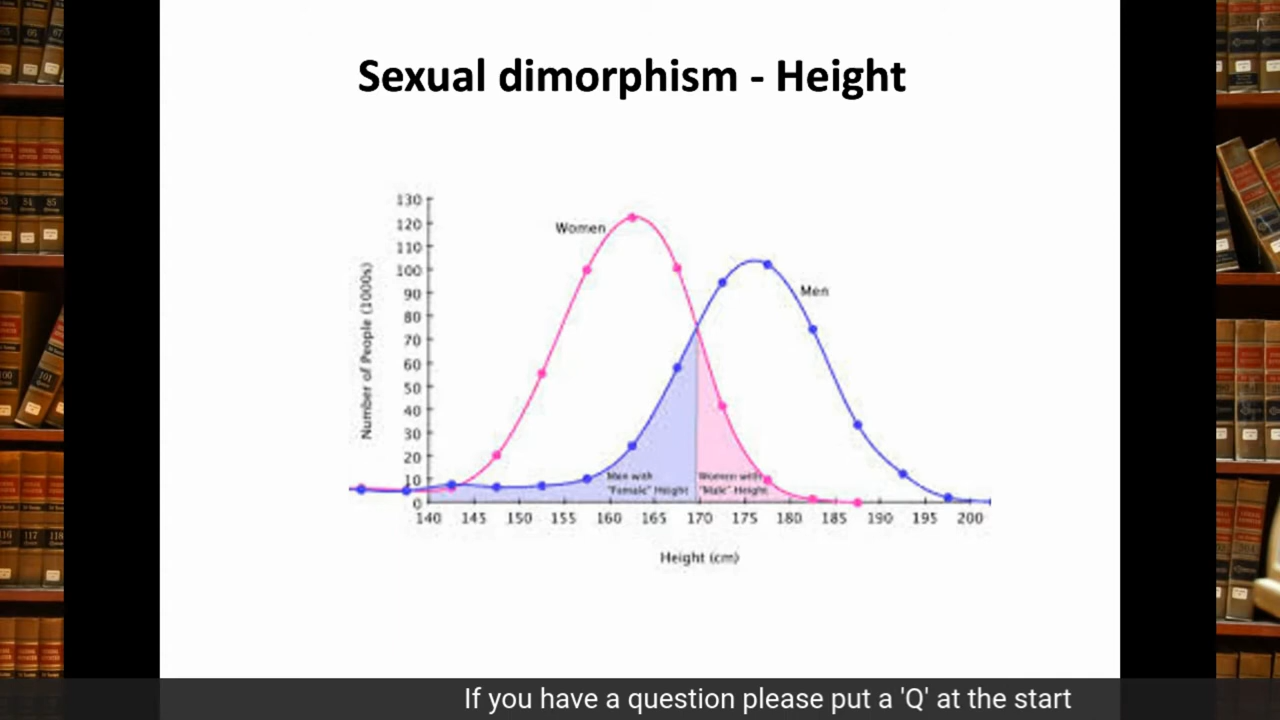 Sexual dimorphism - Height
130
120
110
100
90
80
70
60
50
40
30
20
10
0
Number of People (1000s)
Women
Men
Men with
"Female" Height
Women with
"Male" Height
140 145 150 155 160 165 170 175 180 185 190 195 200
Height (cm)
If you have a question please put a 'Q' at the start